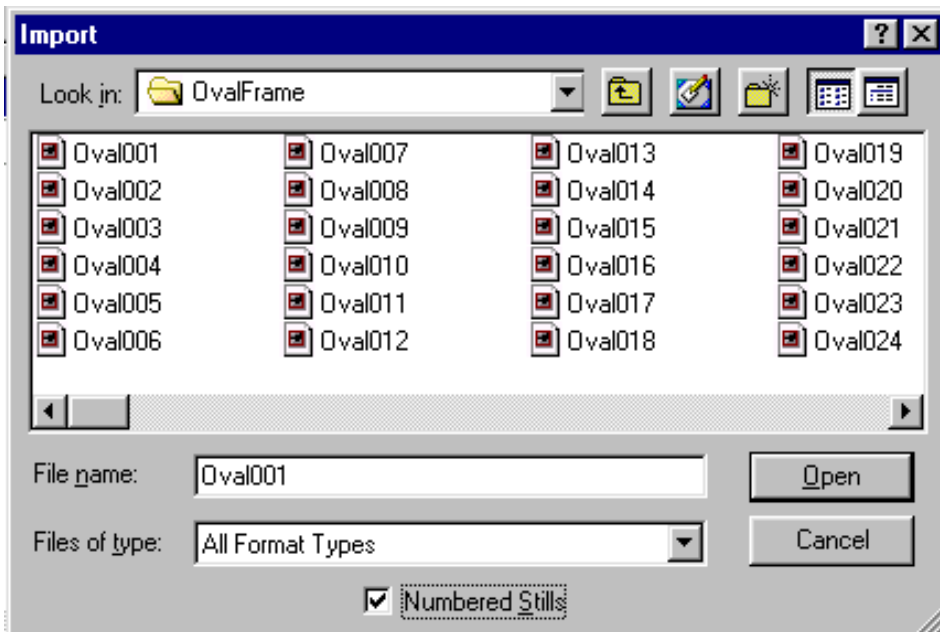 Import
Look in: OvalFrame
Oval001 Oval007 Oval013 Oval019
Oval002 Oval008 Oval014 Oval020
Oval003 Oval009 Oval015 Oval021
Oval004 Oval010 Oval016 Oval022
Oval005 Oval011 Oval017 Oval023
Oval006 Oval012 Oval018 Oval024
File name: Oval001 Open
Files of type: All Format Types Cancel
Numbered Stills